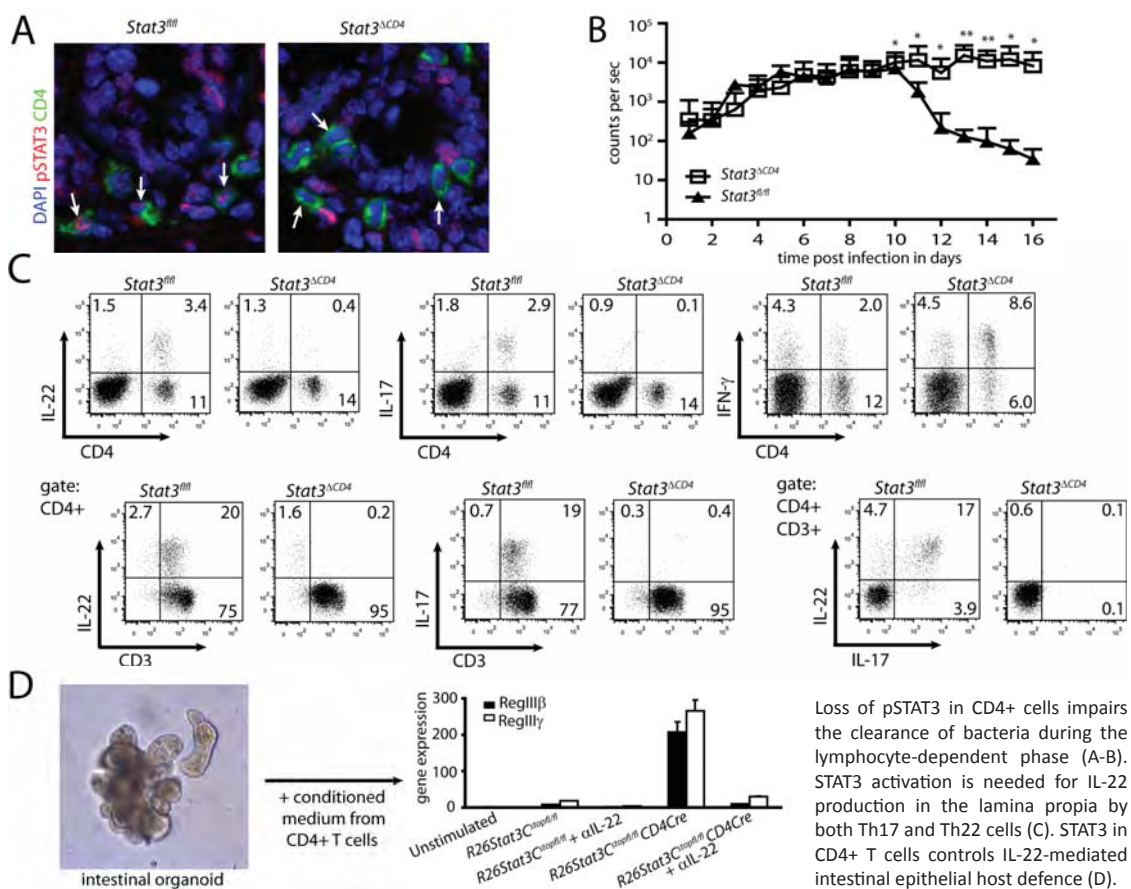 A
Stat3fl/fl
Stat3ΔCD4
DAPI pSTAT3 CD4
B
counts per sec
10⁵
10⁴
10³
10²
10¹
1
Stat3ΔCD4
Stat3fl/fl
* * * ** ** * *
0 2 4 6 8 10 12 14 16
time post infection in days
C
Stat3fl/fl
Stat3ΔCD4
Stat3fl/fl
Stat3ΔCD4
Stat3fl/fl
Stat3ΔCD4
1.5 3.4
11
1.3 0.4
14
1.8 2.9
11
0.9 0.1
14
4.3 2.0
12
4.5 8.6
6.0
IL-22
CD4
IL-17
CD4
IFN-γ
CD4
gate:
CD4+
Stat3fl/fl
Stat3ΔCD4
Stat3fl/fl
Stat3ΔCD4
gate:
CD4+
CD3+
Stat3fl/fl
Stat3ΔCD4
2.7 20
75
1.6 0.2
95
0.7 19
77
0.3 0.4
95
4.7 17
3.9
0.6 0.1
0.1
IL-22
CD3
IL-17
CD3
IL-22
IL-17
D
intestinal organoid
+ conditioned
medium from
CD4+ T cells
gene expression
300
200
100
0
RegIIIβ
RegIIIγ
Unstimulated
R26Stat3Cstopfl/fl
R26Stat3Cstopfl/fl + αIL-22
R26Stat3Cstopfl/fl CD4Cre
R26Stat3Cstopfl/fl CD4Cre
+ αIL-22
Loss of pSTAT3 in CD4+ cells impairs
the clearance of bacteria during the
lymphocyte-dependent phase (A-B).
STAT3 activation is needed for IL-22
production in the lamina propia by
both Th17 and Th22 cells (C). STAT3 in
CD4+ T cells controls IL-22-mediated
intestinal epithelial host defence (D).